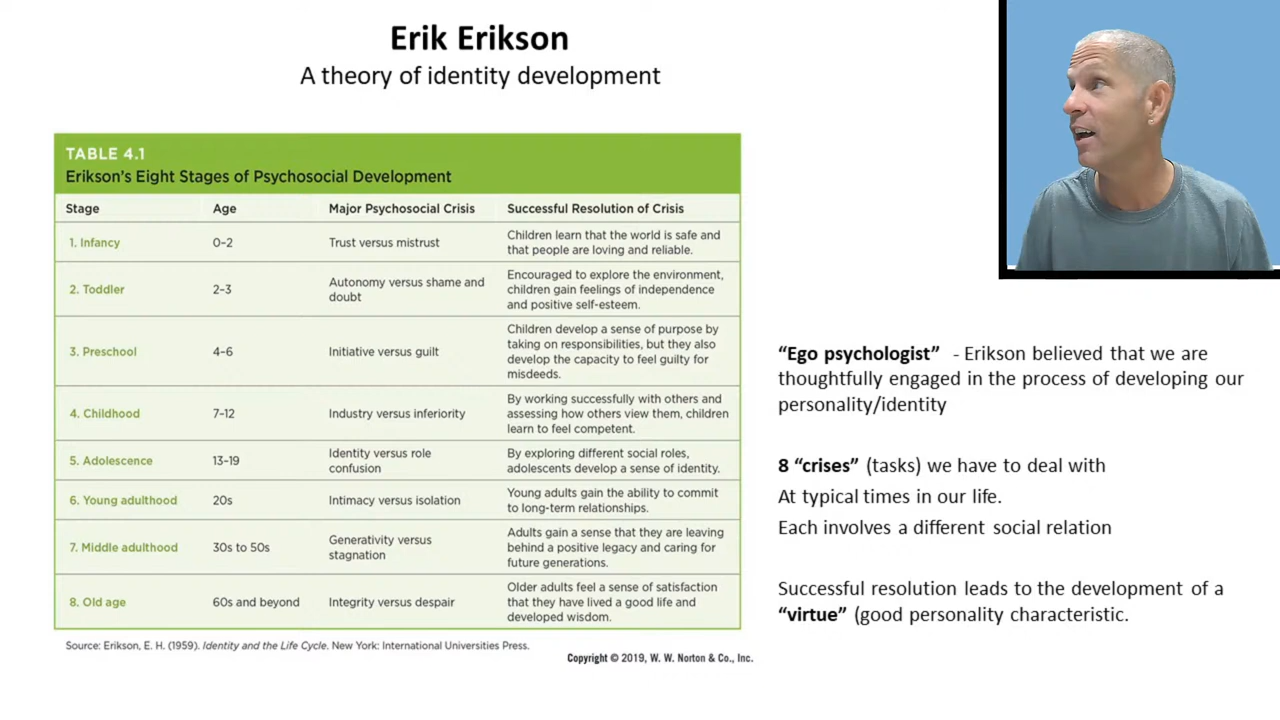 Erik Erikson
A theory of identity development
TABLE 4.1
Erikson's Eight Stages of Psychosocial Development
Stage Age Major Psychosocial Crisis Successful Resolution of Crisis
1. Infancy 0–2 Trust versus mistrust Children learn that the world is safe and
that people are loving and reliable.
2. Toddler 2–3 Autonomy versus shame and
doubt
Encouraged to explore the environment,
children gain feelings of independence
and positive self-esteem.
3. Preschool 4–6 Initiative versus guilt
Children develop a sense of purpose by
taking on responsibilities, but they also
develop the capacity to feel guilty for
misdeeds.
4. Childhood 7–12 Industry versus inferiority
By working successfully with others and
assessing how others view them, children
learn to feel competent.
5. Adolescence 13–19 Identity versus role
confusion
By exploring different social roles,
adolescents develop a sense of identity.
6. Young adulthood 20s Intimacy versus isolation
Young adults gain the ability to commit
to long-term relationships.
7. Middle adulthood 30s to 50s Generativity versus
stagnation
Adults gain a sense that they are leaving
behind a positive legacy and caring for
future generations.
8. Old age 60s and beyond Integrity versus despair
Older adults feel a sense of satisfaction
that they have lived a good life and
developed wisdom.
Source: Erikson, E. H. (1959). Identity and the Life Cycle. New York: International Universities Press.
Copyright © 2019, W. W. Norton & Co., Inc.
“Ego psychologist” - Erikson believed that we are
thoughtfully engaged in the process of developing our
personality/identity
8 “crises” (tasks) we have to deal with
At typical times in our life.
Each involves a different social relation
Successful resolution leads to the development of a
“virtue” (good personality characteristic.